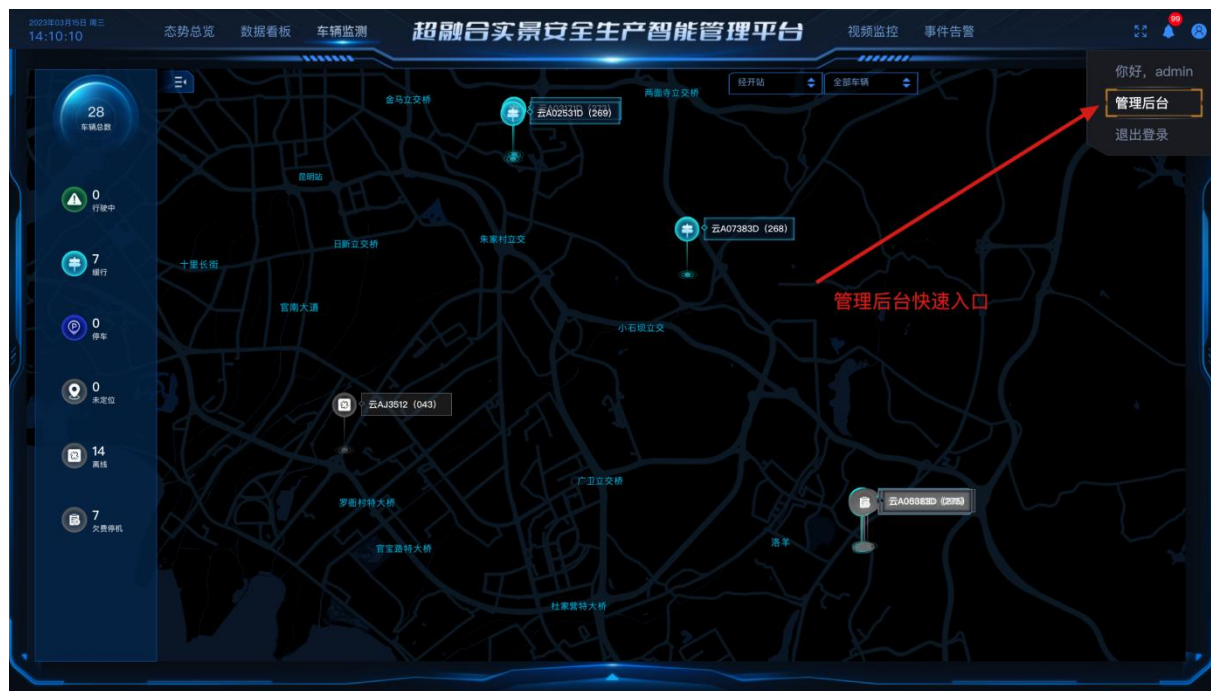 2023年03月15日 周三
14:10:10
态势总览
数据看板
车辆监测
超融合实景安全生产智能管理平台
视频监控
事件告警
99
你好，admin
管理后台
退出登录
经开站
全部车辆
28
车辆总数
0
行驶中
7
缓行
0
停车
0
未定位
14
离线
7
欠费停机
金马立交桥
两面寺立交桥
云A02531D（269）
昆明站
云A07383D（268）
日新立交桥
朱家村立交
十里长街
官南大道
管理后台快速入口
小石坝立交
云AJ3512（043）
广卫立交桥
罗衙村特大桥
官宝路特大桥
洛羊
杜家营特大桥